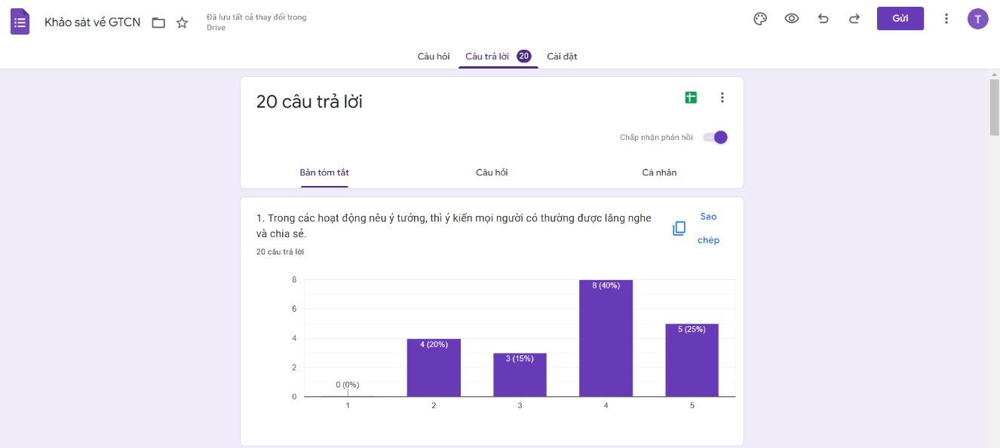 Khảo sát về GTCN
Đã lưu tất cả thay đổi trong
Drive
Gửi
T
Câu hỏi
Câu trả lời 20
Cài đặt
20 câu trả lời
Chấp nhận phản hồi
Bản tóm tắt
Câu hỏi
Cá nhân
1. Trong các hoạt động nêu ý tưởng, thì ý kiến mọi người có thường được lắng nghe
và chia sẻ.
20 câu trả lời
Sao
chép
8
6
4
2
0
0 (0%)
4 (20%)
3 (15%)
8 (40%)
5 (25%)
1
2
3
4
5